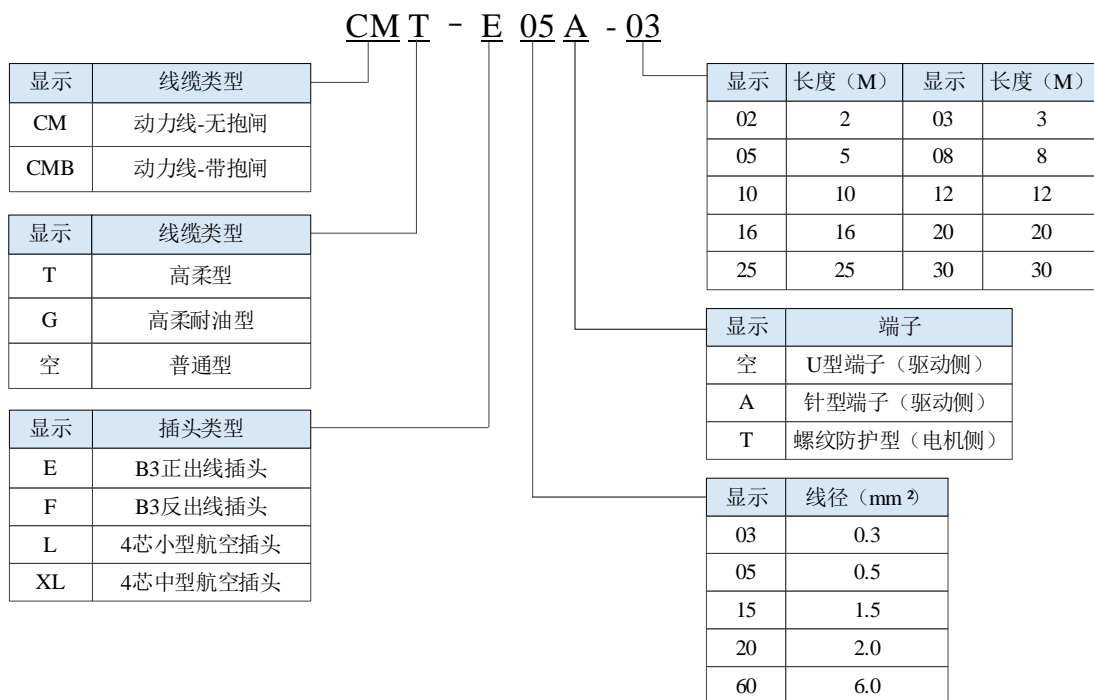 CMT - E 05 A - 03
显示 线缆类型
CM 动力线-无抱闸
CMB 动力线-带抱闸
显示 线缆类型
T 高柔型
G 高柔耐油型
空 普通型
显示 插头类型
E B3正出线插头
F B3反出线插头
L 4芯小型航空插头
XL 4芯中型航空插头
显示 长度（M） 显示 长度（M）
02 2 03 3
05 5 08 8
10 10 12 12
16 16 20 20
25 25 30 30
显示 端子
空 U型端子（驱动侧）
A 针型端子（驱动侧）
T 螺纹防护型（电机侧）
显示 线径（mm²）
03 0.3
05 0.5
15 1.5
20 2.0
60 6.0